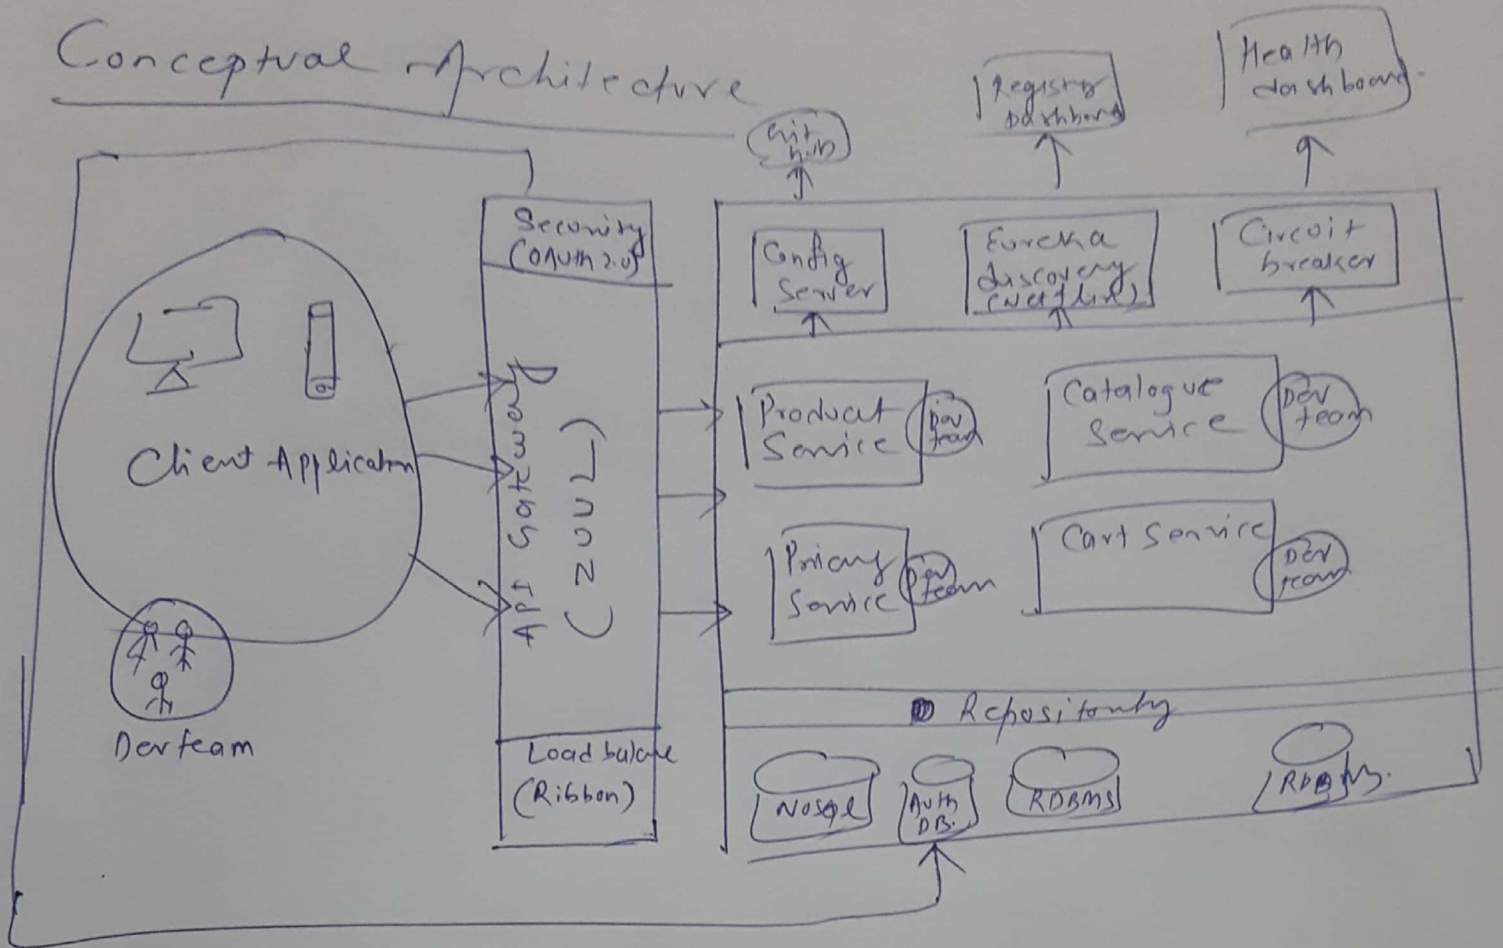 Conceptual Architecture
Git
hub
Registry
Dashboard
Health
dashboard
Security
(OAuth 2.0)
Config
Server
Eureka
discovery
(Netflix)
Circuit
breaker
Client Application
API Gateway
(ZUUL)
Product
Service
Dev
team
Catalogue
Service
Dev
team
Pricing
Service
Dev
team
Cart Service
Dev
team
Dev team
Load balance
(Ribbon)
NoSql
Auth
DB.
RDBMS
RDBMS.